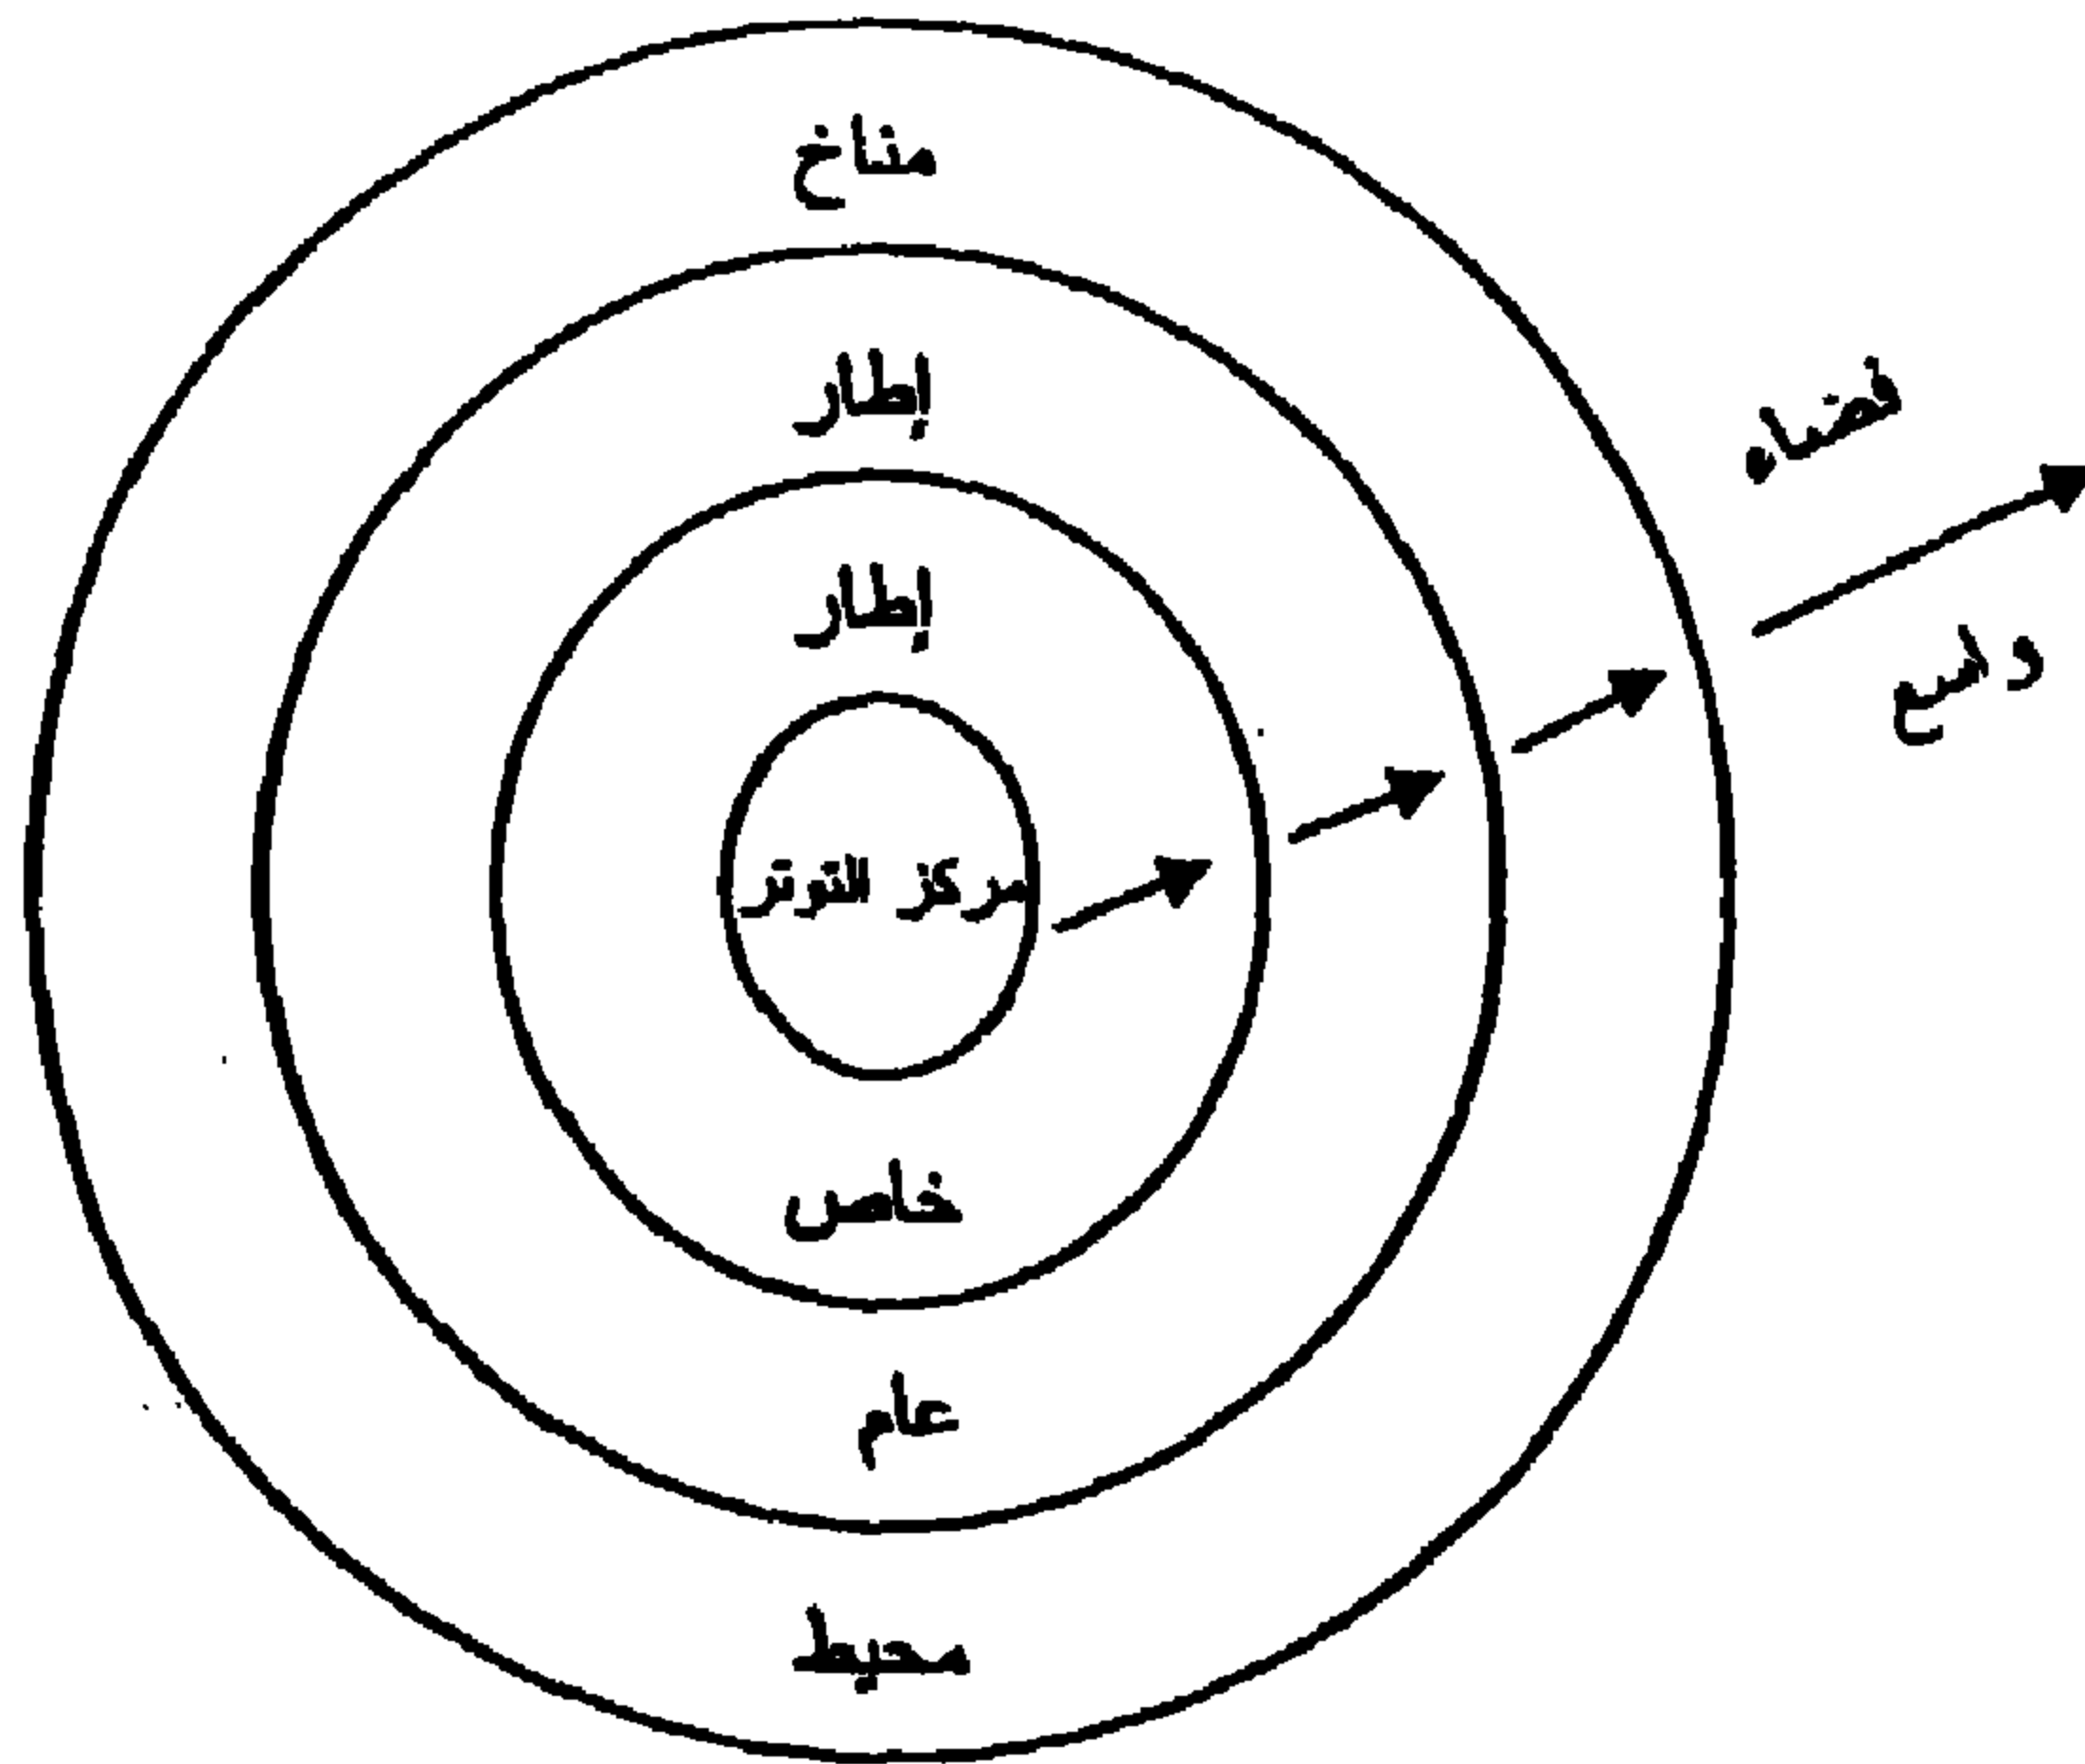 مناخ
إطار
إطار
مركز التوتر
خاص
عام
محيط
فضاء
واسع